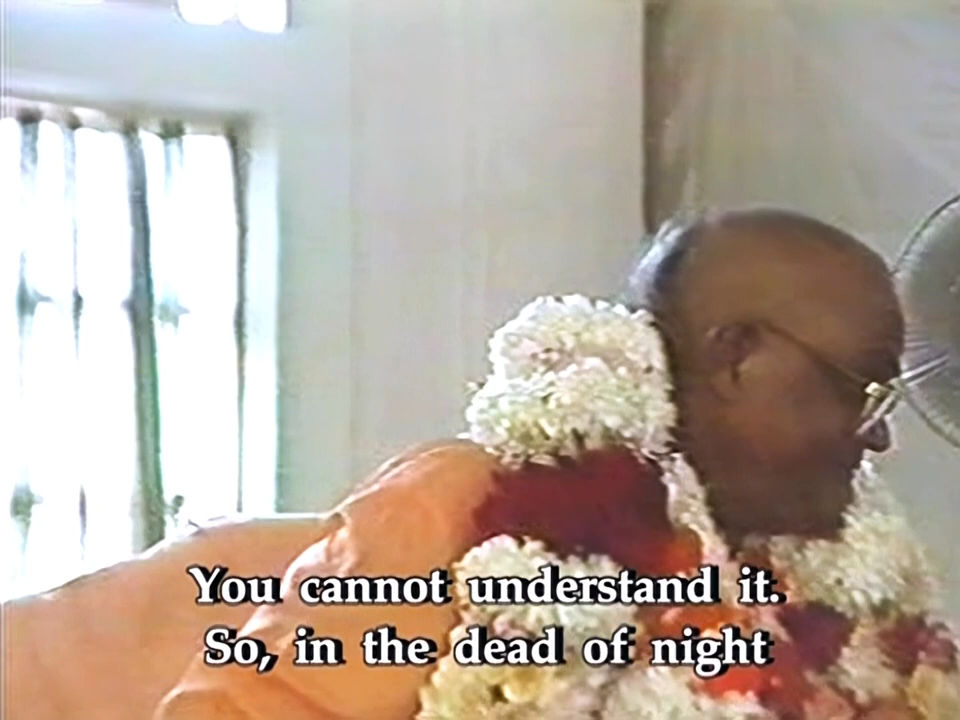 You cannot understand it.
So, in the dead of night